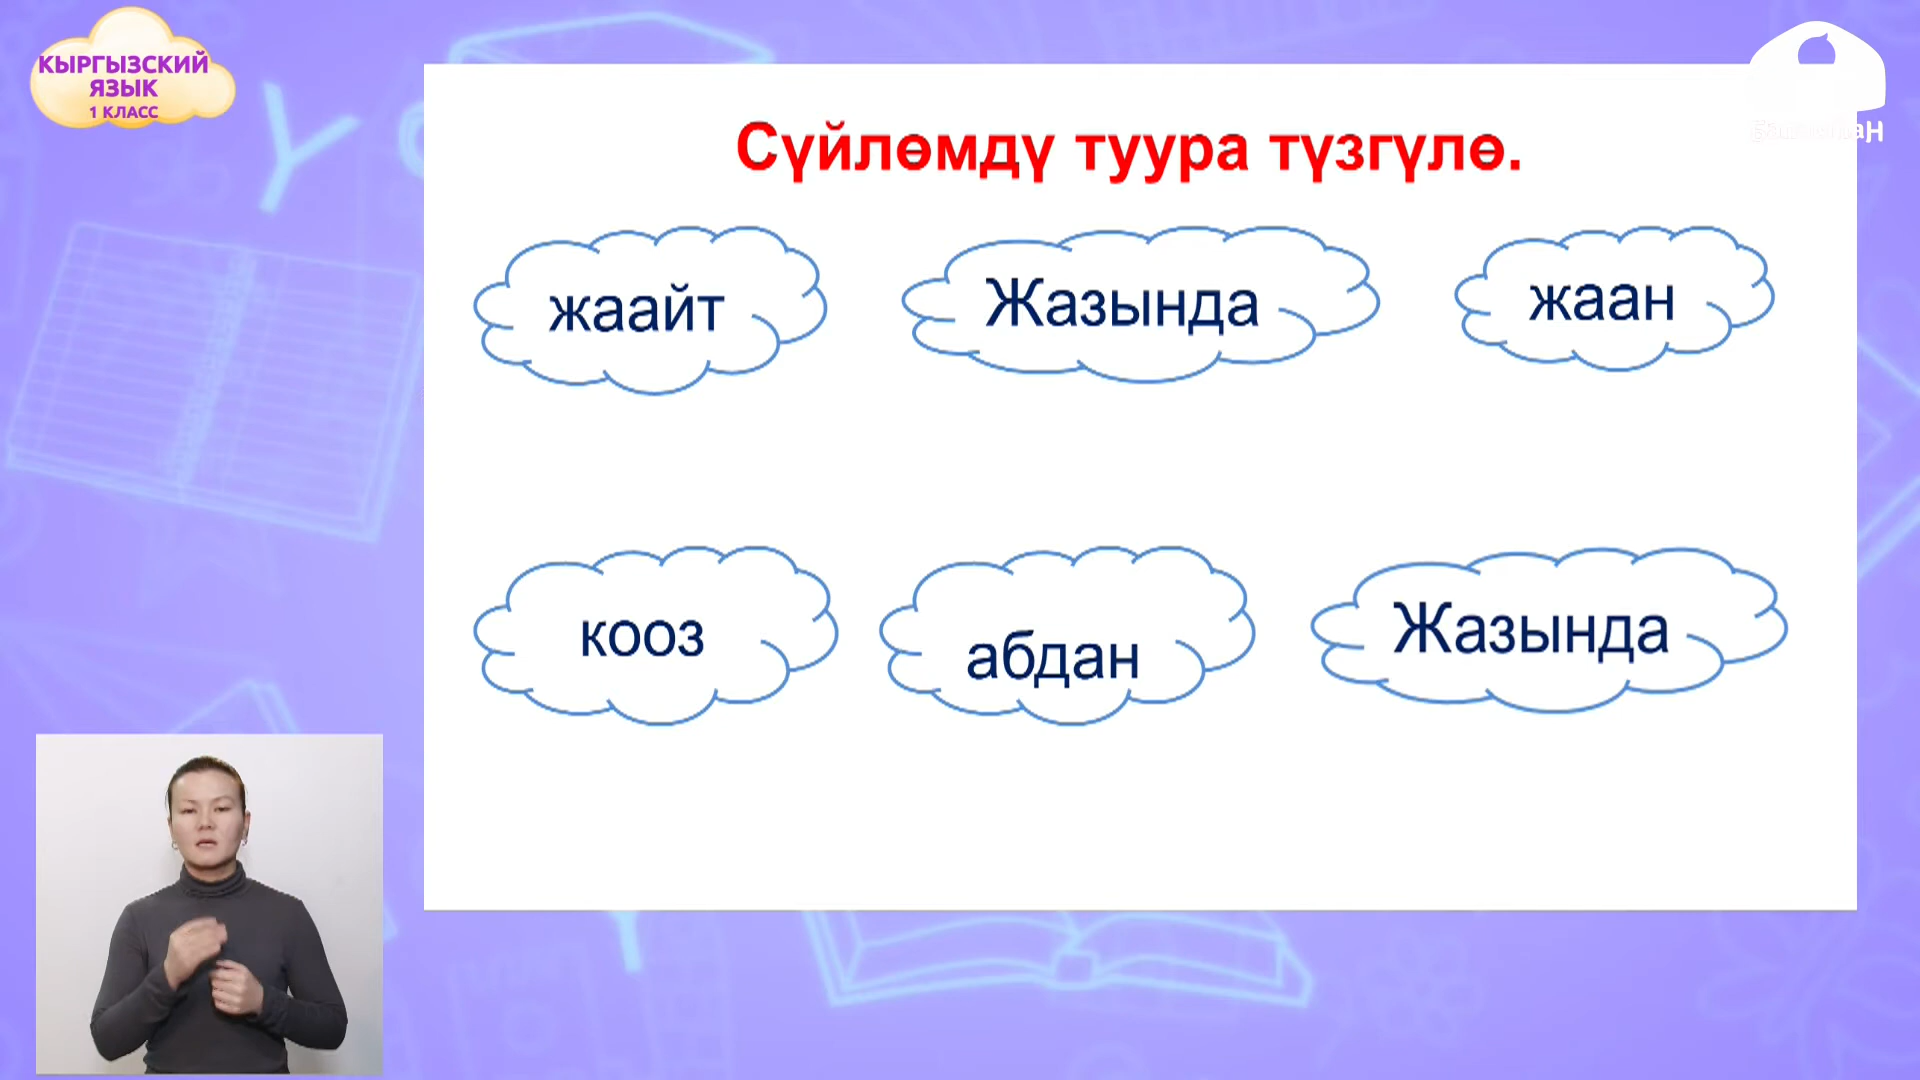 КЫРГЫЗСКИЙ
ЯЗЫК
1 КЛАСС
Сүйлөмдү туура түзгүлө.
жаайт Жазында жаан
кооз абдан Жазында